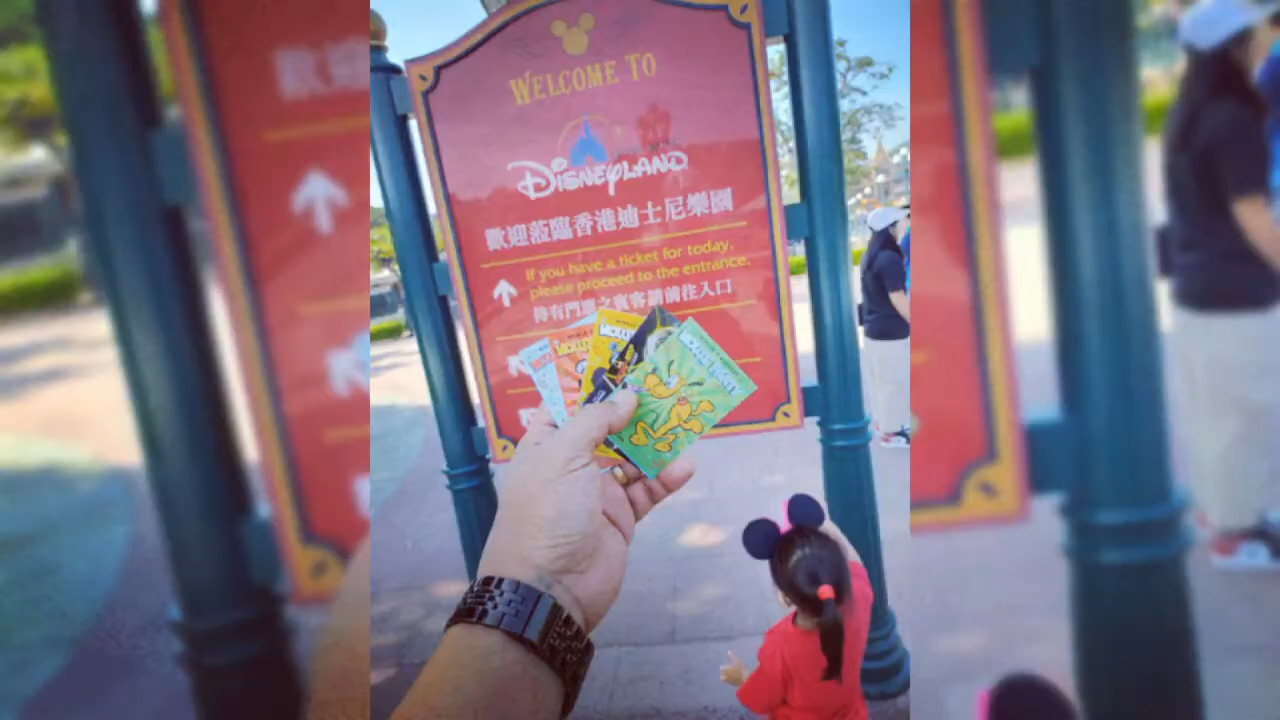 WELCOME TO
Disneyland
歡迎蒞臨香港迪士尼樂園
If you have a ticket for today,
please proceed to the entrance.
持有門票之賓客請前往入口